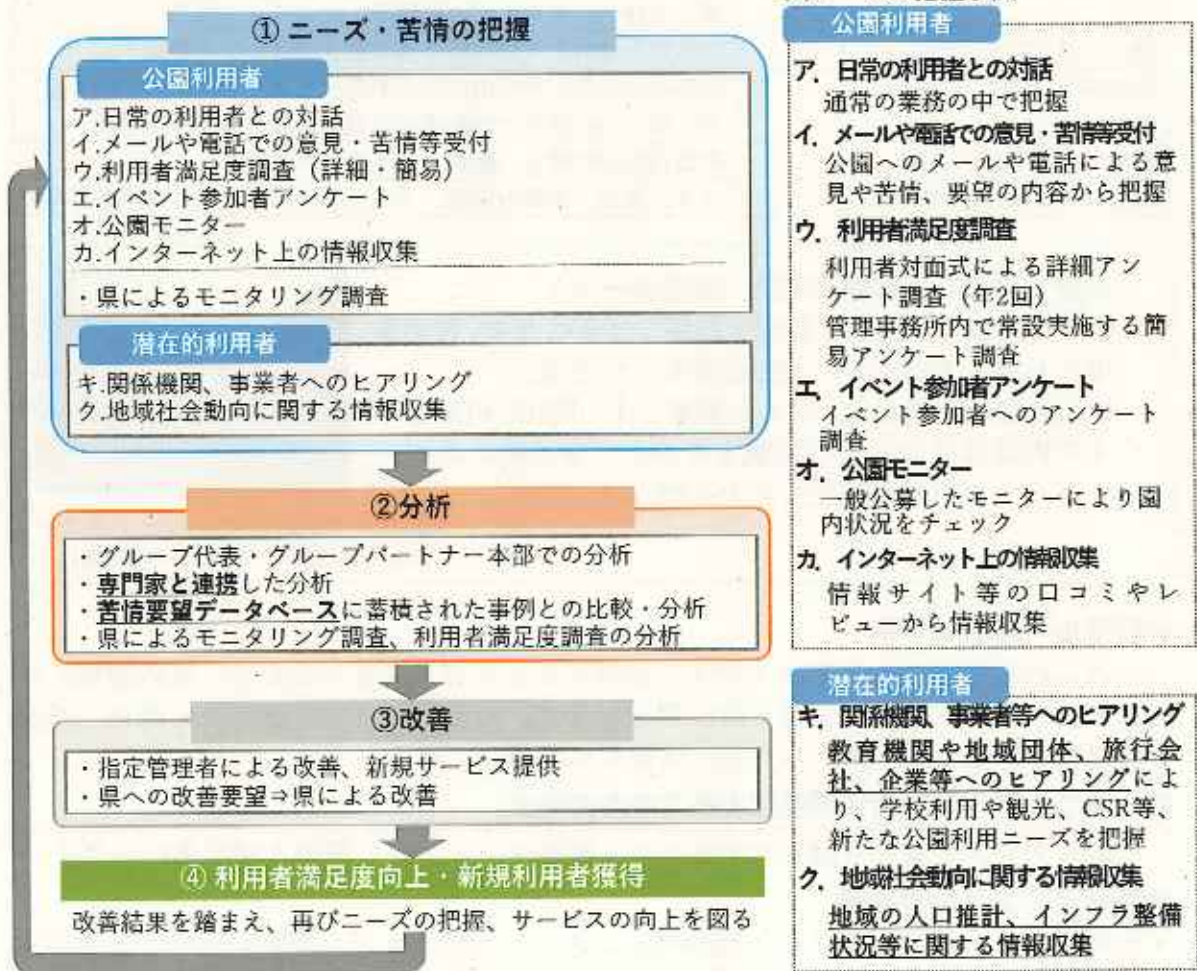 ① ニーズ・苦情の把握
公園利用者
ア.日常の利用者との対話
イ.メールや電話での意見・苦情等受付
ウ.利用者満足度調査（詳細・簡易）
エ.イベント参加者アンケート
オ.公園モニター
カ.インターネット上の情報収集
・県によるモニタリング調査
潜在的利用者
キ.関係機関、事業者へのヒアリング
ク.地域社会動向に関する情報収集
②分析
・グループ代表・グループパートナー本部での分析
・専門家と連携した分析
・苦情要望データベースに蓄積された事例との比較・分析
・県によるモニタリング調査、利用者満足度調査の分析
③改善
・指定管理者による改善、新規サービス提供
・県への改善要望⇒県による改善
④ 利用者満足度向上・新規利用者獲得
改善結果を踏まえ、再びニーズの把握、サービスの向上を図る
公園利用者
ア．日常の利用者との対話
通常の業務の中で把握
イ．メールや電話での意見・苦情等受付
公園へのメールや電話による意
見や苦情、要望の内容から把握
ウ．利用者満足度調査
利用者対面式による詳細アン
ケート調査（年2回）
管理事務所内で常設実施する簡
易アンケート調査
エ．イベント参加者アンケート
イベント参加者へのアンケート
調査
オ．公園モニター
一般公募したモニターにより園
内状況をチェック
カ．インターネット上の情報収集
情報サイト等の口コミやレ
ビューから情報収集
潜在的利用者
キ．関係機関、事業者等へのヒアリング
教育機関や地域団体、旅行会
社、企業等へのヒアリングによ
り、学校利用や観光、CSR等、
新たな公園利用ニーズを把握
ク．地域社会動向に関する情報収集
地域の人口推計、インフラ整備
状況等に関する情報収集